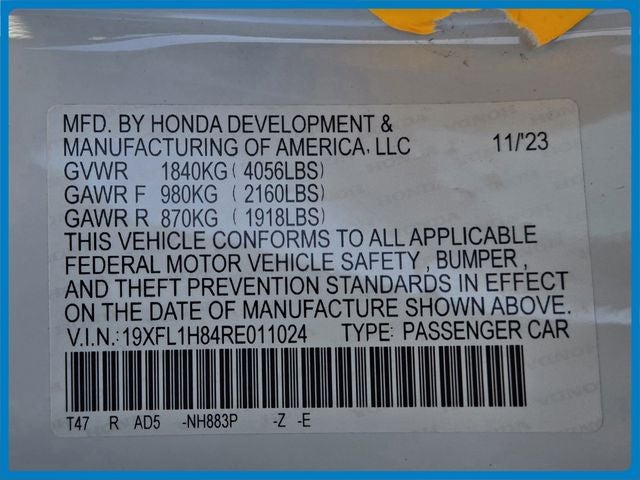 MFD. BY HONDA DEVELOPMENT &
MANUFACTURING OF AMERICA, LLC 11/'23
GVWR 1840KG ( 4056LBS)
GAWR F 980KG ( 2160LBS)
GAWR R 870KG ( 1918LBS)
THIS VEHICLE CONFORMS TO ALL APPLICABLE
FEDERAL MOTOR VEHICLE SAFETY , BUMPER ,
AND THEFT PREVENTION STANDARDS IN EFFECT
ON THE DATE OF MANUFACTURE SHOWN ABOVE.
V.I.N.: 19XFL1H84RE011024 TYPE: PASSENGER CAR
T47 R AD5 -NH883P -Z -E